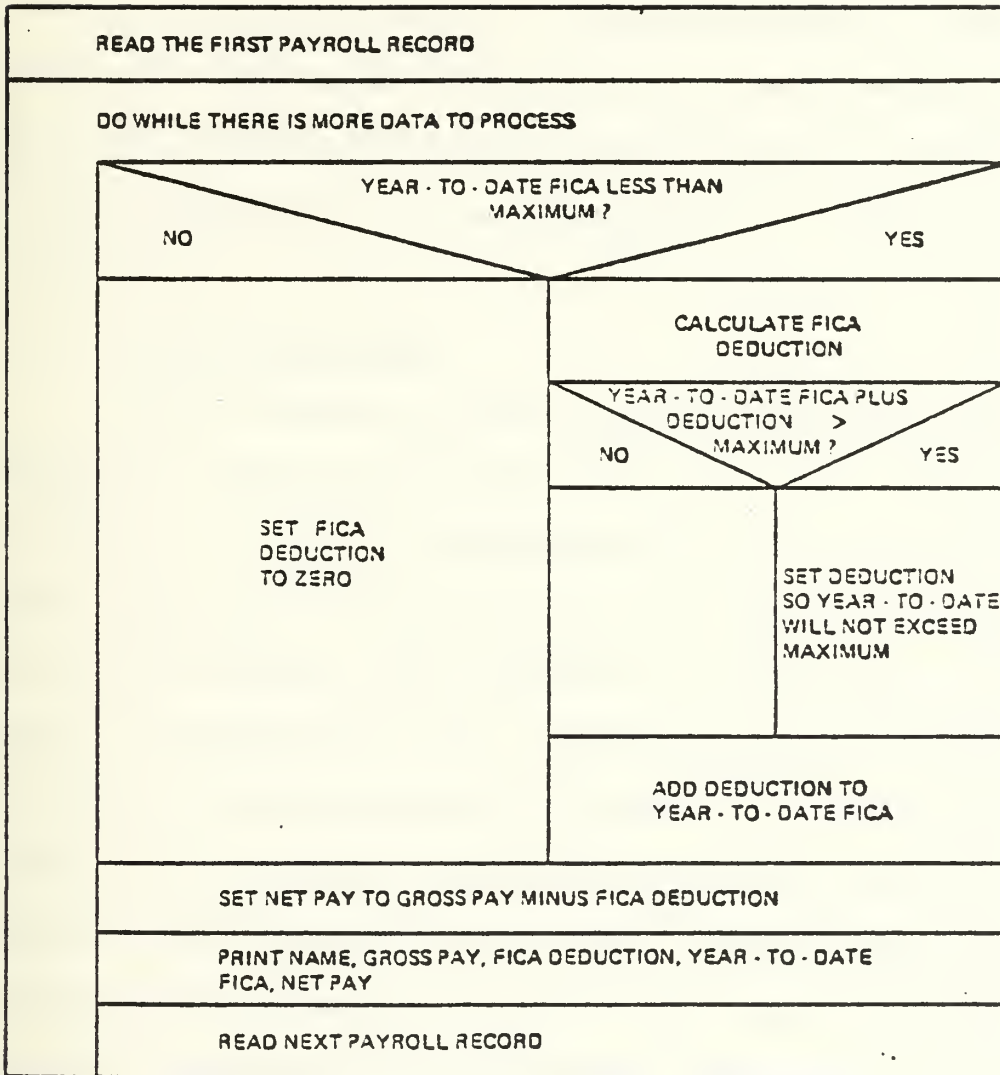 READ THE FIRST PAYROLL RECORD
DO WHILE THERE IS MORE DATA TO PROCESS
YEAR - TO - DATE FICA LESS THAN
MAXIMUM ?
NO
YES
CALCULATE FICA
DEDUCTION
YEAR - TO - DATE FICA PLUS
DEDUCTION >
MAXIMUM ?
NO
YES
SET FICA
DEDUCTION
TO ZERO
SET DEDUCTION
SO YEAR - TO - DATE
WILL NOT EXCEED
MAXIMUM
ADD DEDUCTION TO
YEAR - TO - DATE FICA
SET NET PAY TO GROSS PAY MINUS FICA DEDUCTION
PRINT NAME, GROSS PAY, FICA DEDUCTION, YEAR - TO - DATE
FICA, NET PAY
READ NEXT PAYROLL RECORD